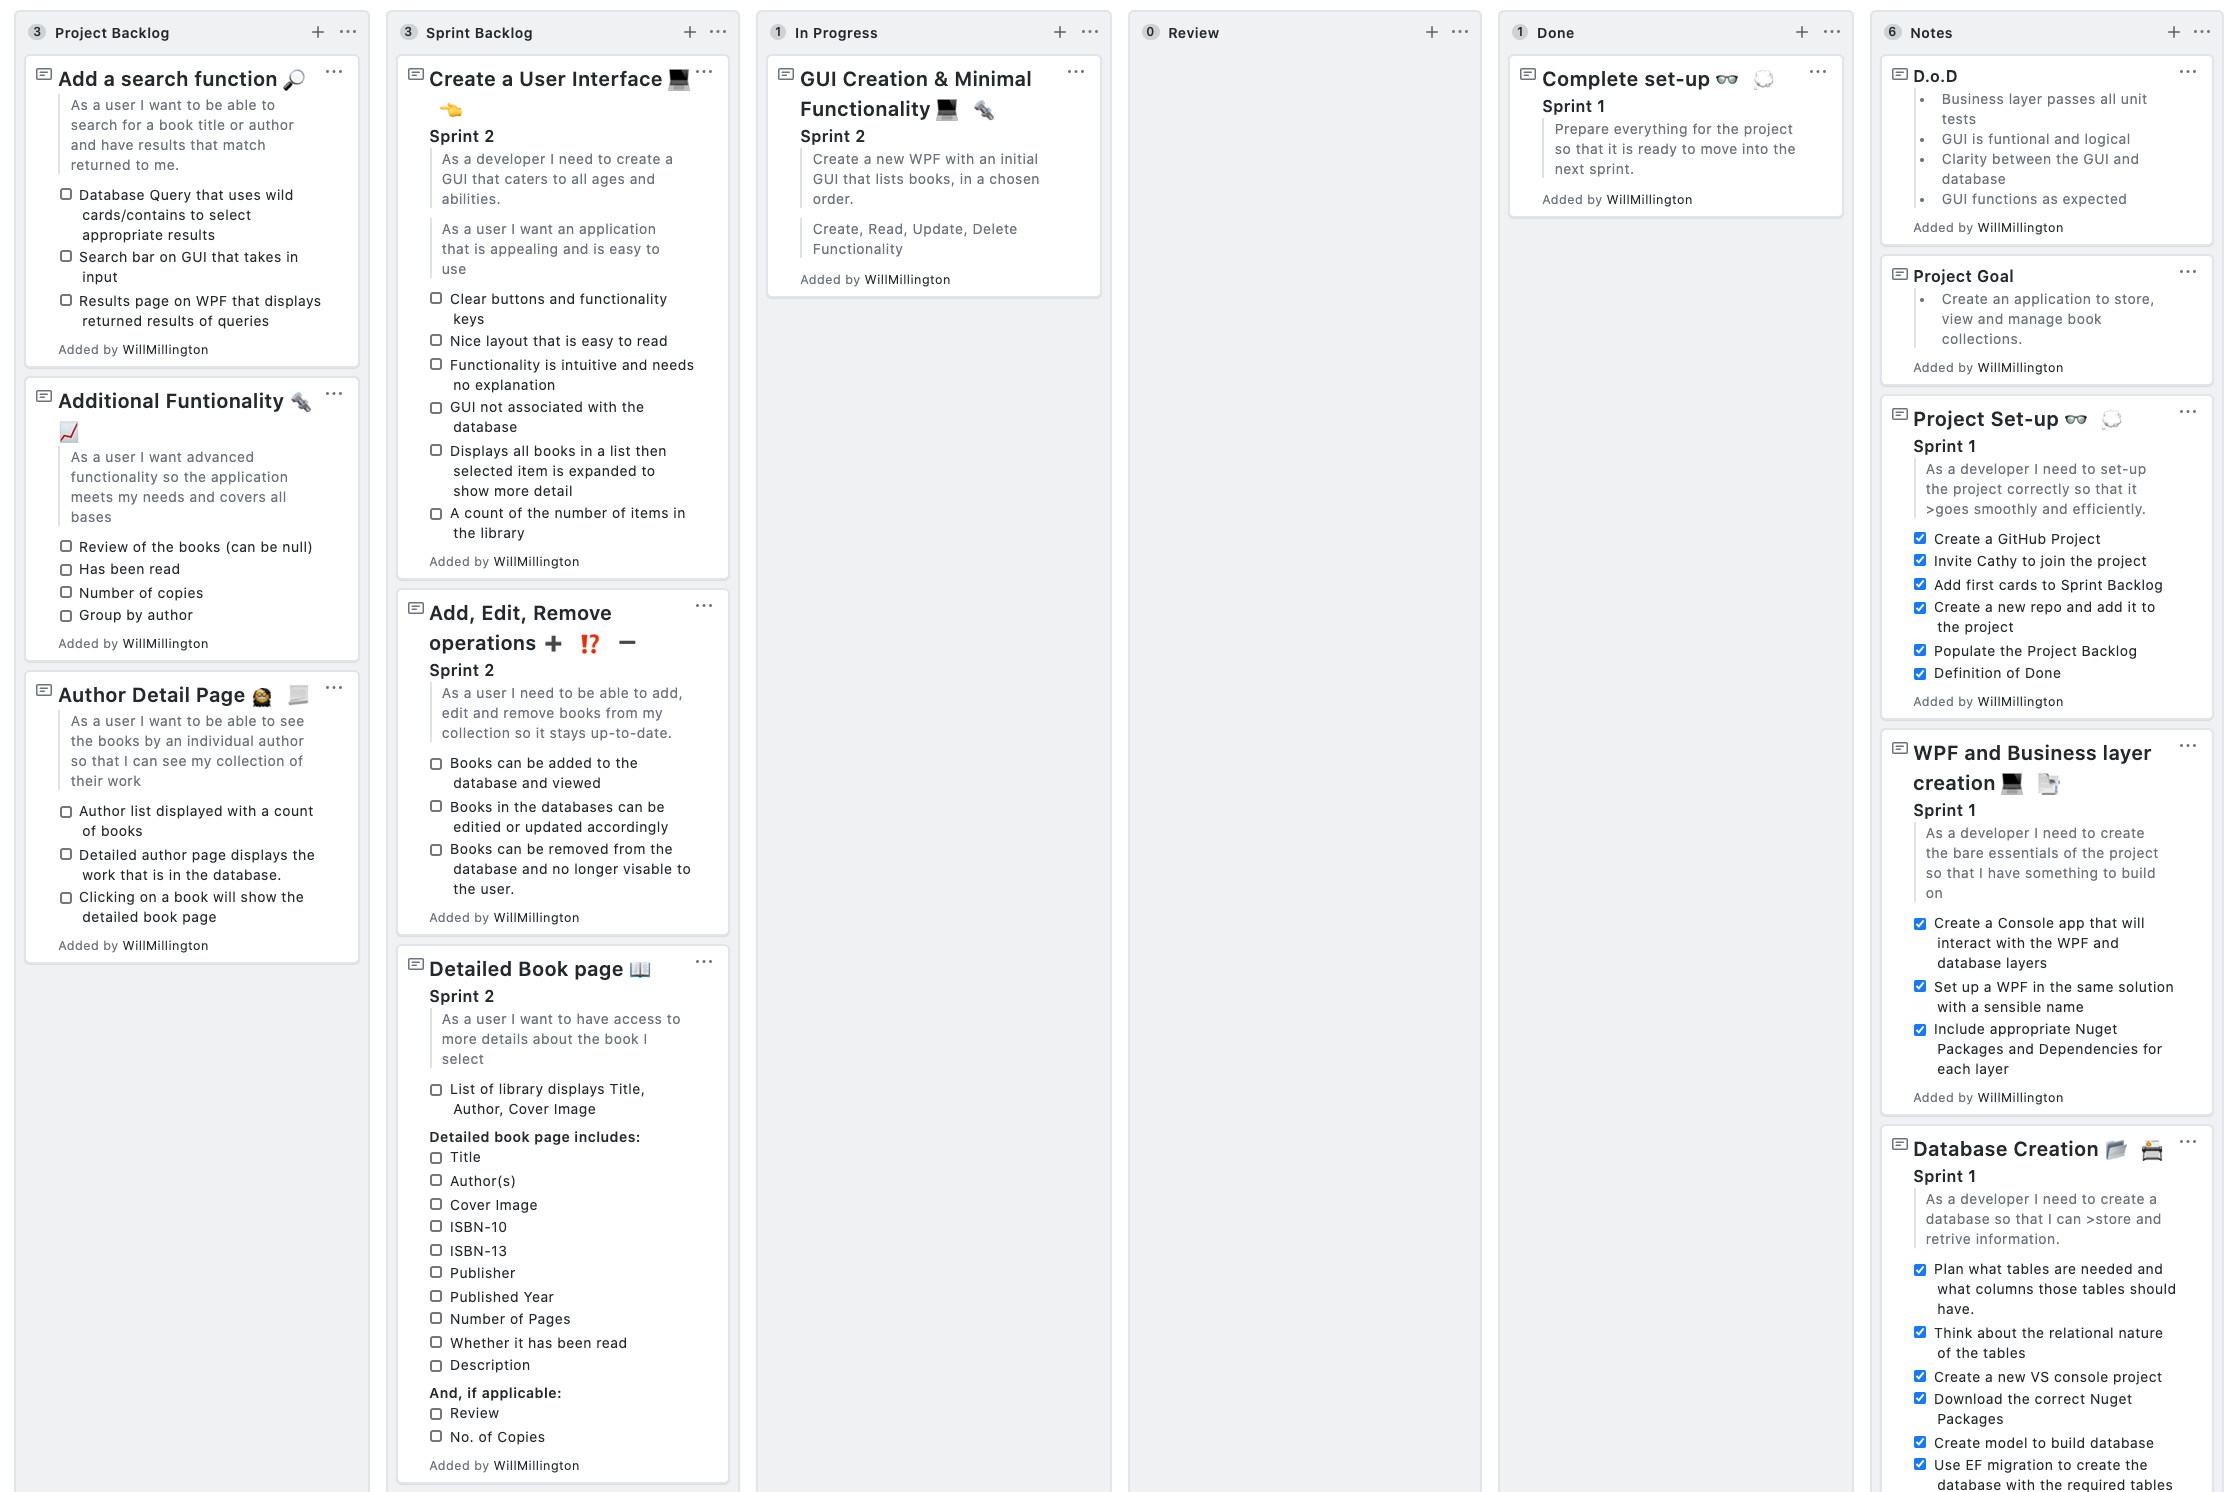 3 Project Backlog
Add a search function 🔎
As a user I want to be able to
search for a book title or author
and have results that match
returned to me.
Database Query that uses wild
cards/contains to select
appropriate results
Search bar on GUI that takes in
input
Results page on WPF that displays
returned results of queries
Added by WillMillington
Additional Funtionality 🔩
📈
As a user I want advanced
functionality so the application
meets my needs and covers all
bases
Review of the books (can be null)
Has been read
Number of copies
Group by author
Added by WillMillington
Author Detail Page
As a user I want to be able to see
the books by an individual author
so that I can see my collection of
their work
Author list displayed with a count
of books
Detailed author page displays the
work that is in the database.
Clicking on a book will show the
detailed book page
Added by WillMillington
3 Sprint Backlog
Create a User Interface 💻
👈
Sprint 2
As a developer I need to create a
GUI that caters to all ages and
abilities.
As a user I want an application
that is appealing and is easy to
use
Clear buttons and functionality
keys
Nice layout that is easy to read
Functionality is intuitive and needs
no explanation
GUI not associated with the
database
Displays all books in a list then
selected item is expanded to
show more detail
A count of the number of items in
the library
Added by WillMillington
Add, Edit, Remove
operations ➕ ⁉️ ➖
Sprint 2
As a user I need to be able to add,
edit and remove books from my
collection so it stays up-to-date.
Books can be added to the
database and viewed
Books in the databases can be
editied or updated accordingly
Books can be removed from the
database and no longer visable to
the user.
Added by WillMillington
Detailed Book page 📖
Sprint 2
As a user I want to have access to
more details about the book I
select
List of library displays Title,
Author, Cover Image
Detailed book page includes:
Title
Author(s)
Cover Image
ISBN-10
ISBN-13
Publisher
Published Year
Number of Pages
Whether it has been read
Description
And, if applicable:
Review
No. of Copies
Added by WillMillington
1 In Progress
GUI Creation & Minimal
Functionality 💻 🔩
Sprint 2
Create a new WPF with an initial
GUI that lists books, in a chosen
order.
Create, Read, Update, Delete
Functionality
Added by WillMillington
0 Review
1 Done
Complete set-up 👓 💭
Sprint 1
Prepare everything for the project
so that it is ready to move into the
next sprint.
Added by WillMillington
6 Notes
D.o.D
• Business layer passes all unit
tests
• GUI is funtional and logical
• Clarity between the GUI and
database
• GUI functions as expected
Added by WillMillington
Project Goal
• Create an application to store,
view and manage book
collections.
Added by WillMillington
Project Set-up 👓 💭
Sprint 1
As a developer I need to set-up
the project correctly so that it
>goes smoothly and efficiently.
Create a GitHub Project
Invite Cathy to join the project
Add first cards to Sprint Backlog
Create a new repo and add it to
the project
Populate the Project Backlog
Definition of Done
Added by WillMillington
WPF and Business layer
creation 💻 📑
Sprint 1
As a developer I need to create
the bare essentials of the project
so that I have something to build
on
Create a Console app that will
interact with the WPF and
database layers
Set up a WPF in the same solution
with a sensible name
Include appropriate Nuget
Packages and Dependencies for
each layer
Added by WillMillington
Database Creation 📂 📇
Sprint 1
As a developer I need to create a
database so that I can >store and
retrive information.
Plan what tables are needed and
what columns those tables should
have.
Think about the relational nature
of the tables
Create a new VS console project
Download the correct Nuget
Packages
Create model to build database
Use EF migration to create the
database with the required tables